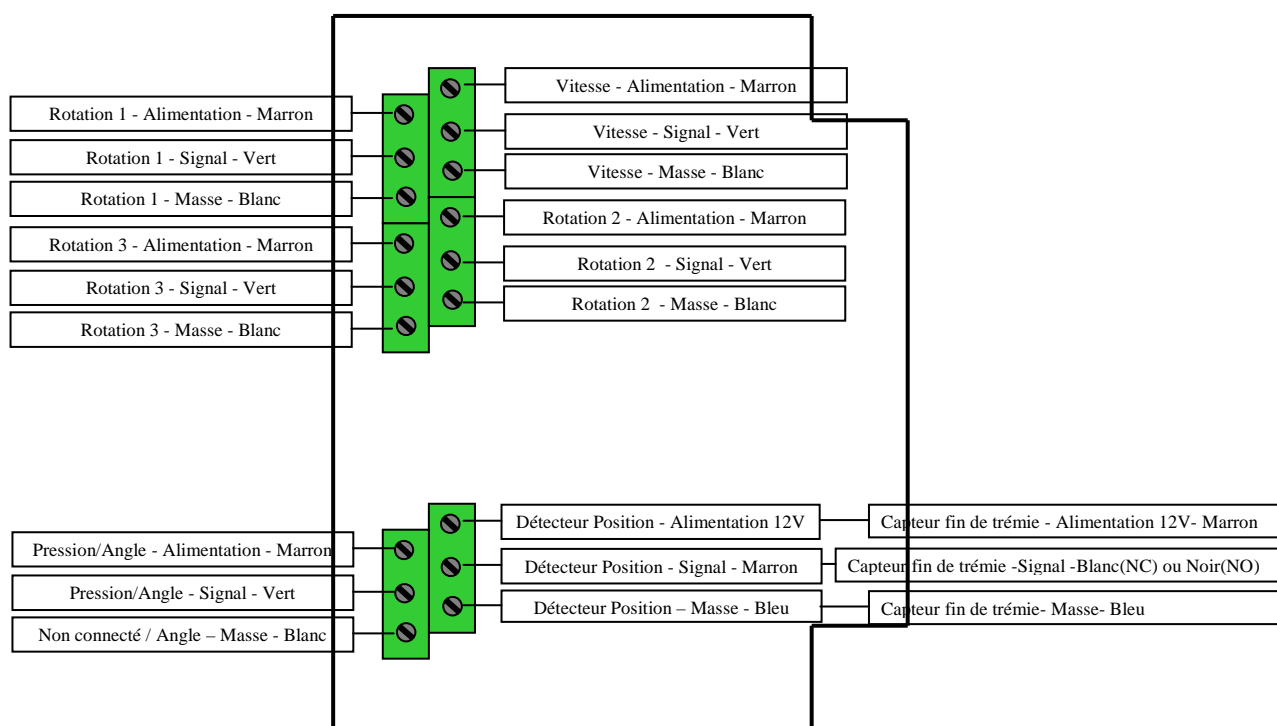 Vitesse - Alimentation - Marron
Rotation 1 - Alimentation - Marron
Vitesse - Signal - Vert
Rotation 1 - Signal - Vert
Vitesse - Masse - Blanc
Rotation 1 - Masse - Blanc
Rotation 2 - Alimentation - Marron
Rotation 3 - Alimentation - Marron
Rotation 2 - Signal - Vert
Rotation 3 - Signal - Vert
Rotation 2 - Masse - Blanc
Rotation 3 - Masse - Blanc
Détecteur Position - Alimentation 12V
Capteur fin de trémie - Alimentation 12V- Marron
Pression/Angle - Alimentation - Marron
Détecteur Position - Signal - Marron
Capteur fin de trémie -Signal -Blanc(NC) ou Noir(NO)
Pression/Angle - Signal - Vert
Détecteur Position – Masse - Bleu
Capteur fin de trémie- Masse- Bleu
Non connecté / Angle – Masse - Blanc